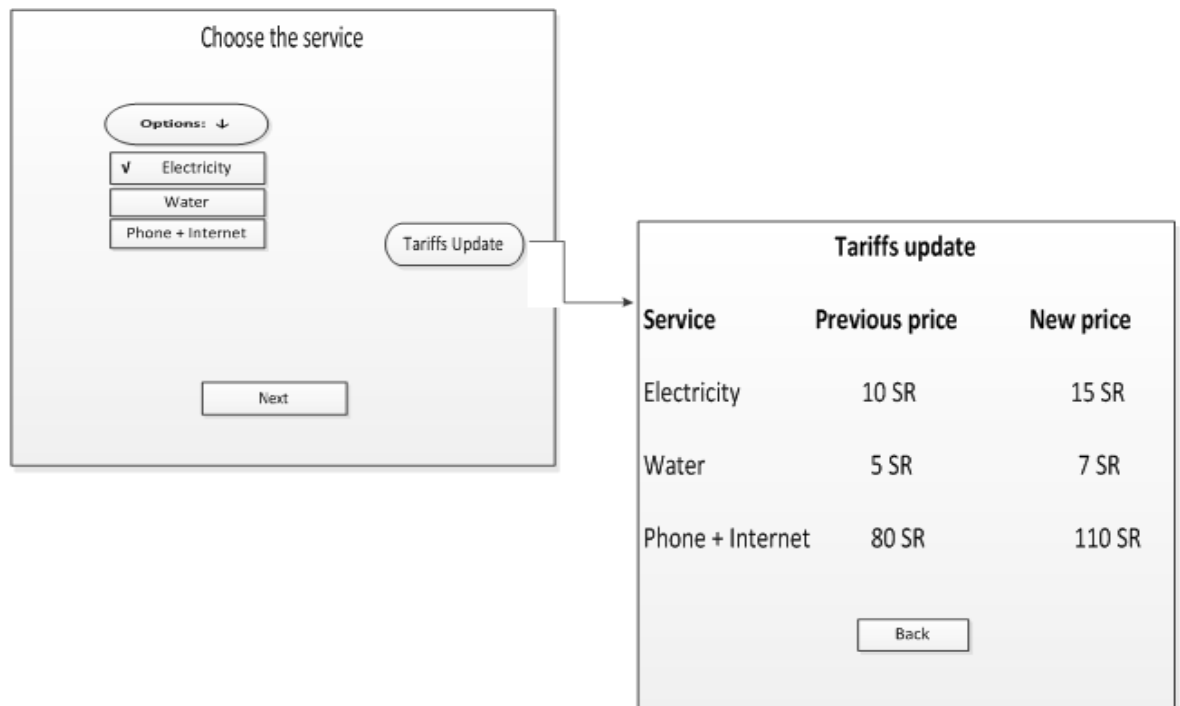 Choose the service
Options: ↓
√ Electricity
Water
Phone + Internet
Tariffs Update
Next
Tariffs update
Service Previous price New price
Electricity 10 SR 15 SR
Water 5 SR 7 SR
Phone + Internet 80 SR 110 SR
Back